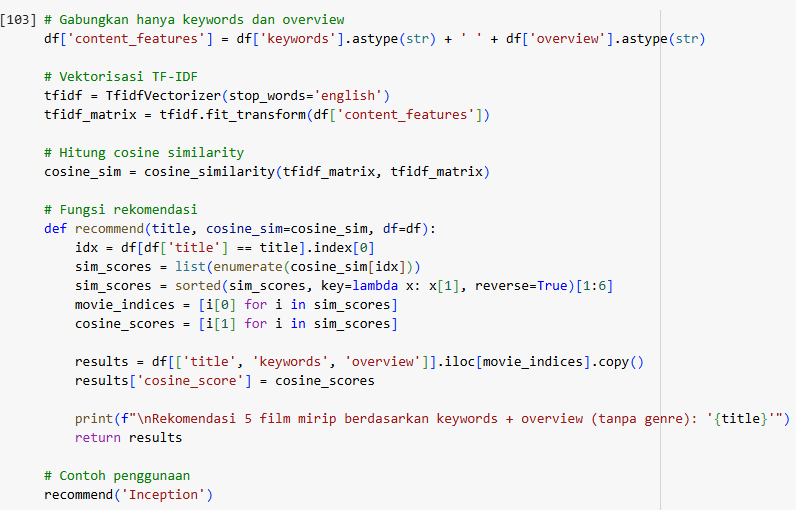 [103] # Gabungkan hanya keywords dan overview
df['content_features'] = df['keywords'].astype(str) + ' ' + df['overview'].astype(str)
# Vektorisasi TF-IDF
tfidf = TfidfVectorizer(stop_words='english')
tfidf_matrix = tfidf.fit_transform(df['content_features'])
# Hitung cosine similarity
cosine_sim = cosine_similarity(tfidf_matrix, tfidf_matrix)
# Fungsi rekomendasi
def recommend(title, cosine_sim=cosine_sim, df=df):
    idx = df[df['title'] == title].index[0]
    sim_scores = list(enumerate(cosine_sim[idx]))
    sim_scores = sorted(sim_scores, key=lambda x: x[1], reverse=True)[1:6]
    movie_indices = [i[0] for i in sim_scores]
    cosine_scores = [i[1] for i in sim_scores]
    results = df[['title', 'keywords', 'overview']].iloc[movie_indices].copy()
    results['cosine_score'] = cosine_scores
    print(f"\nRekomendasi 5 film mirip berdasarkan keywords + overview (tanpa genre): '{title}'")
    return results
# Contoh penggunaan
recommend('Inception')